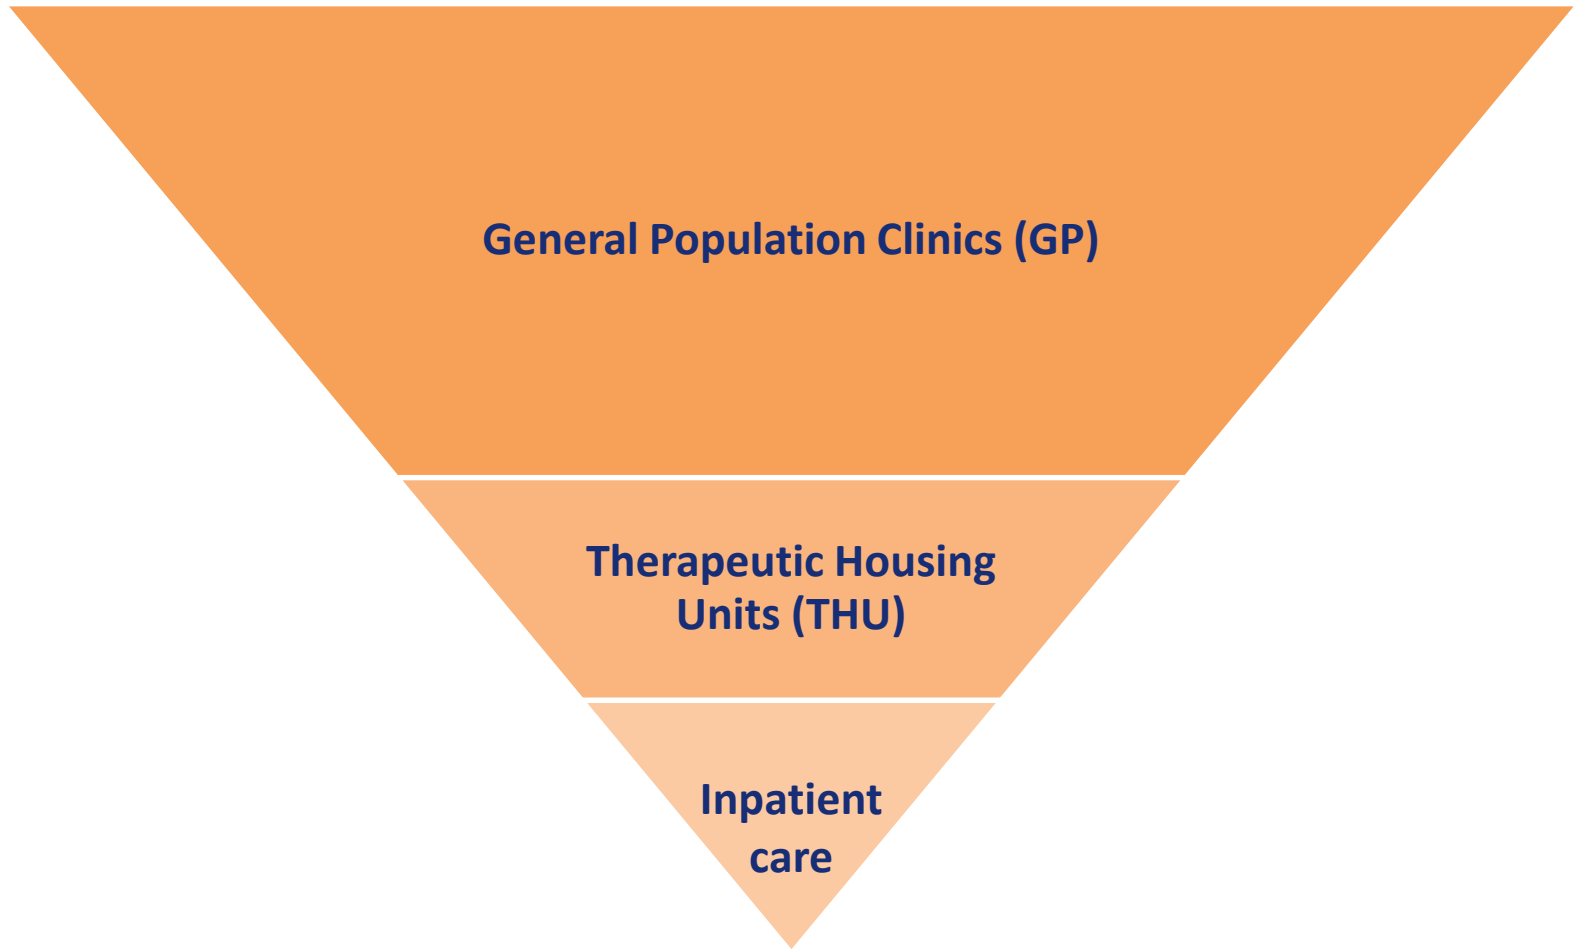 General Population Clinics (GP)
Therapeutic Housing
Units (THU)
Inpatient
care